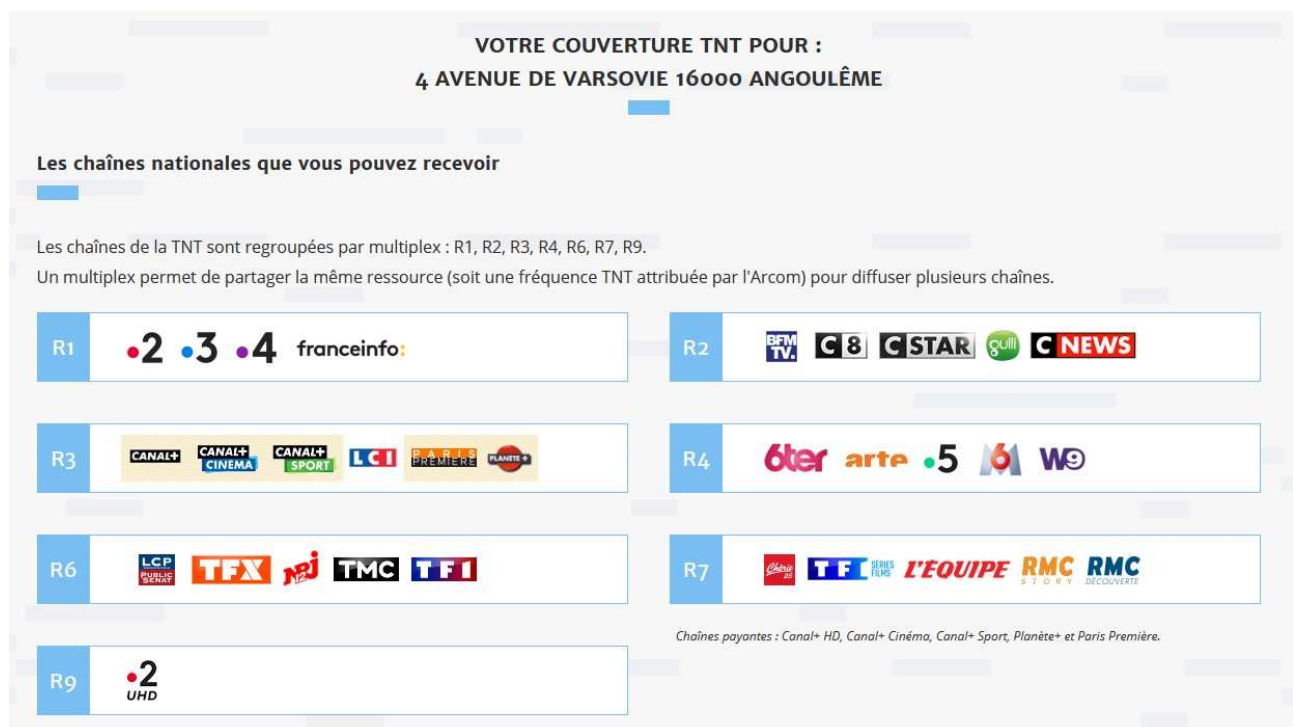 VOTRE COUVERTURE TNT POUR :
4 AVENUE DE VARSOVIE 16000 ANGOULÊME
Les chaînes nationales que vous pouvez recevoir
Les chaînes de la TNT sont regroupées par multiplex : R1, R2, R3, R4, R6, R7, R9.
Un multiplex permet de partager la même ressource (soit une fréquence TNT attribuée par l'Arcom) pour diffuser plusieurs chaînes.
R1 •2 •3 •4 franceinfo:
R2 BFM TV. C8 CSTAR gulli CNEWS
R3 CANAL+ CANAL+ CINEMA CANAL+ SPORT LCI PARIS PREMIERE PLANETE+
R4 6ter arte •5 M6 W9
R6 LCP PUBLIC SENAT TFX NRJ12 TMC TF1
R7 Chérie 25 TF1 SÉRIES FILMS L'ÉQUIPE RMC STORY RMC DÉCOUVERTE
Chaînes payantes : Canal+ HD, Canal+ Cinéma, Canal+ Sport, Planète+ et Paris Première.
R9 •2 UHD